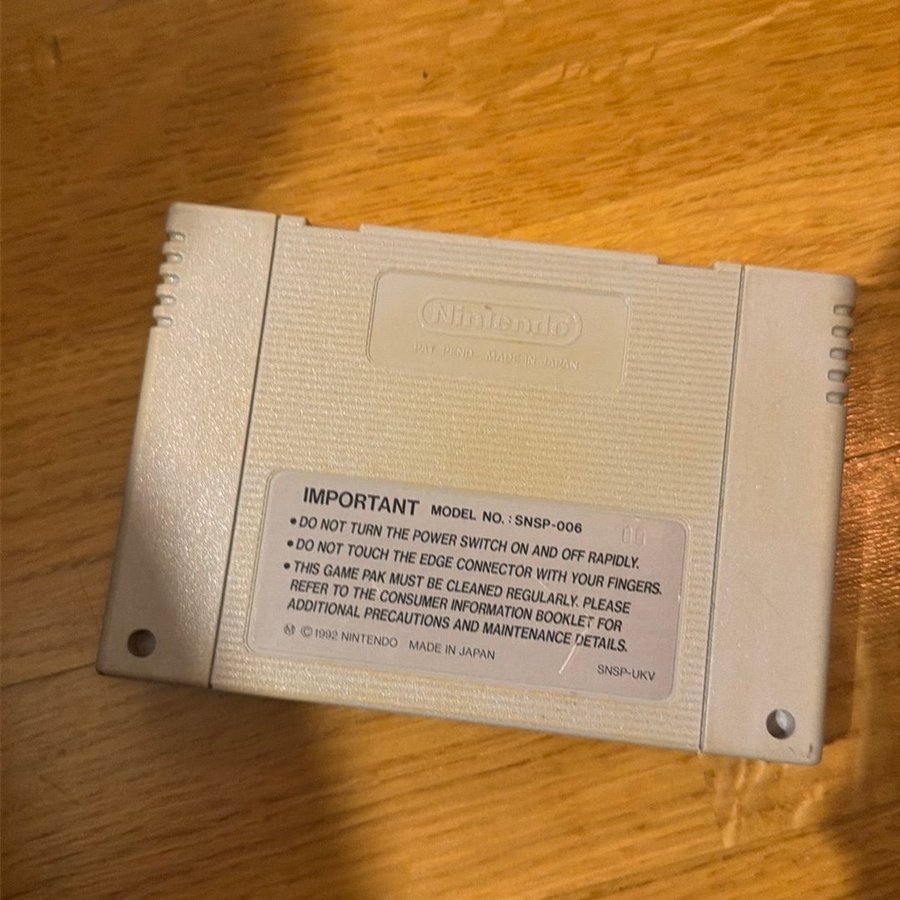 Nintendo
PAT. PEND. MADE IN JAPAN
IMPORTANT MODEL NO. : SNSP-006
• DO NOT TURN THE POWER SWITCH ON AND OFF RAPIDLY.
• DO NOT TOUCH THE EDGE CONNECTOR WITH YOUR FINGERS.
• THIS GAME PAK MUST BE CLEANED REGULARLY. PLEASE
REFER TO THE CONSUMER INFORMATION BOOKLET FOR
ADDITIONAL PRECAUTIONS AND MAINTENANCE DETAILS.
Ⓜ ©1992 NINTENDO MADE IN JAPAN
SNSP-UKV